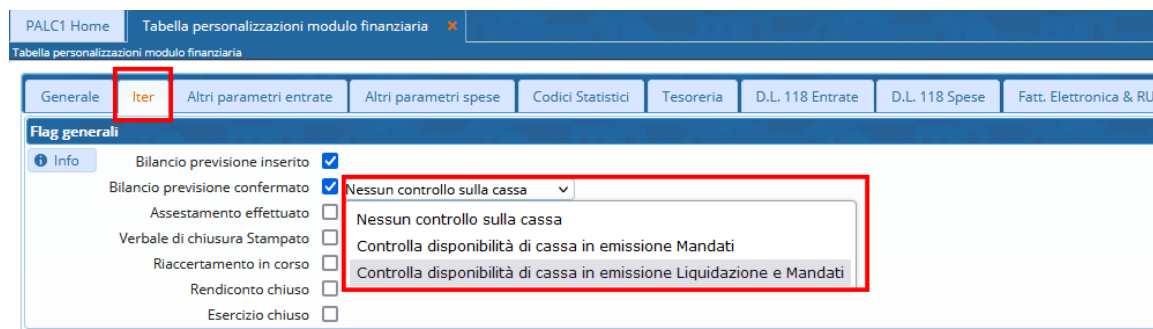 PALC1 Home Tabella personalizzazioni modulo finanziaria ×
Tabella personalizzazioni modulo finanziaria
Generale Iter Altri parametri entrate Altri parametri spese Codici Statistici Tesoreria D.L. 118 Entrate D.L. 118 Spese Fatt. Elettronica & RU
Flag generali
Info Bilancio previsione inserito
Bilancio previsione confermato Nessun controllo sulla cassa
Assestamento effettuato Nessun controllo sulla cassa
Verbale di chiusura Stampato Controlla disponibilità di cassa in emissione Mandati
Riaccertamento in corso Controlla disponibilità di cassa in emissione Liquidazione e Mandati
Rendiconto chiuso
Esercizio chiuso